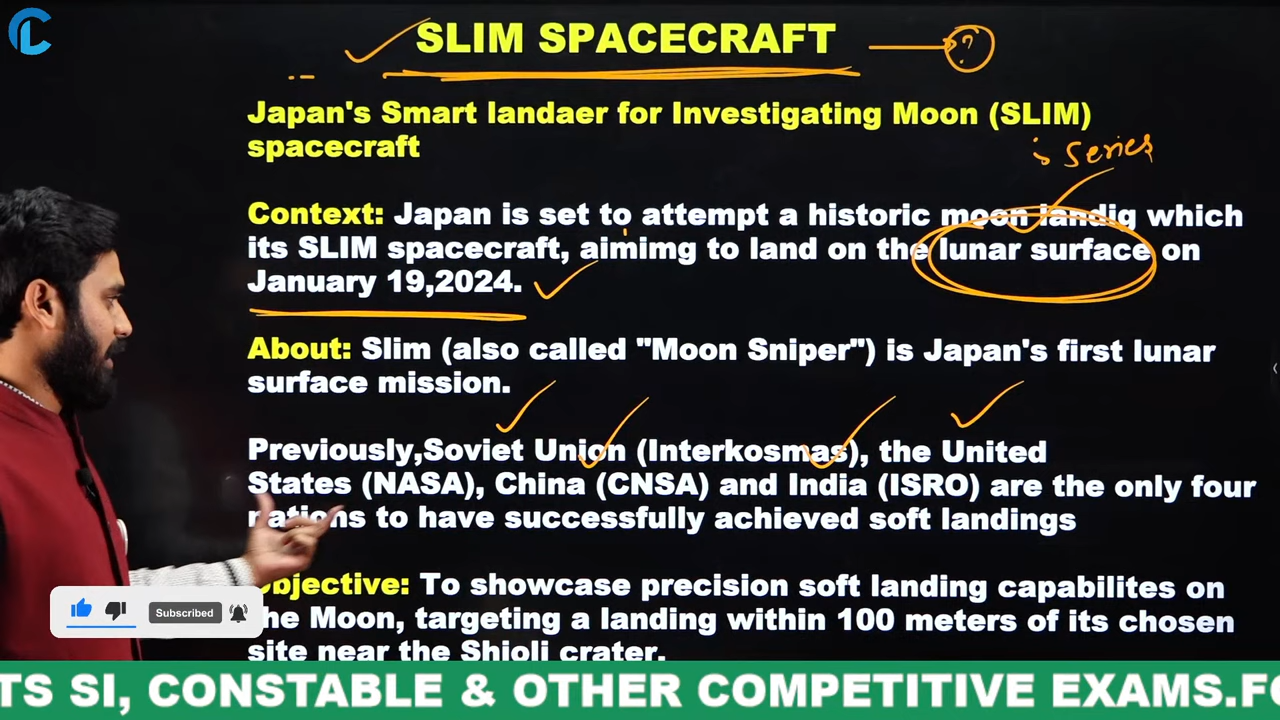 SLIM SPACECRAFT
?
Japan's Smart landaer for Investigating Moon (SLIM)
spacecraft
is series
Context: Japan is set to attempt a historic moon landig which
its SLIM spacecraft, aimimg to land on the lunar surface on
January 19,2024.
About: Slim (also called "Moon Sniper") is Japan's first lunar
surface mission.
Previously,Soviet Union (Interkosmas), the United
States (NASA), China (CNSA) and India (ISRO) are the only four
nations to have successfully achieved soft landings
Objective: To showcase precision soft landing capabilites on
the Moon, targeting a landing within 100 meters of its chosen
site near the Shioli crater.
Subscribed
TS SI, CONSTABLE & OTHER COMPETITIVE EXAMS.FO